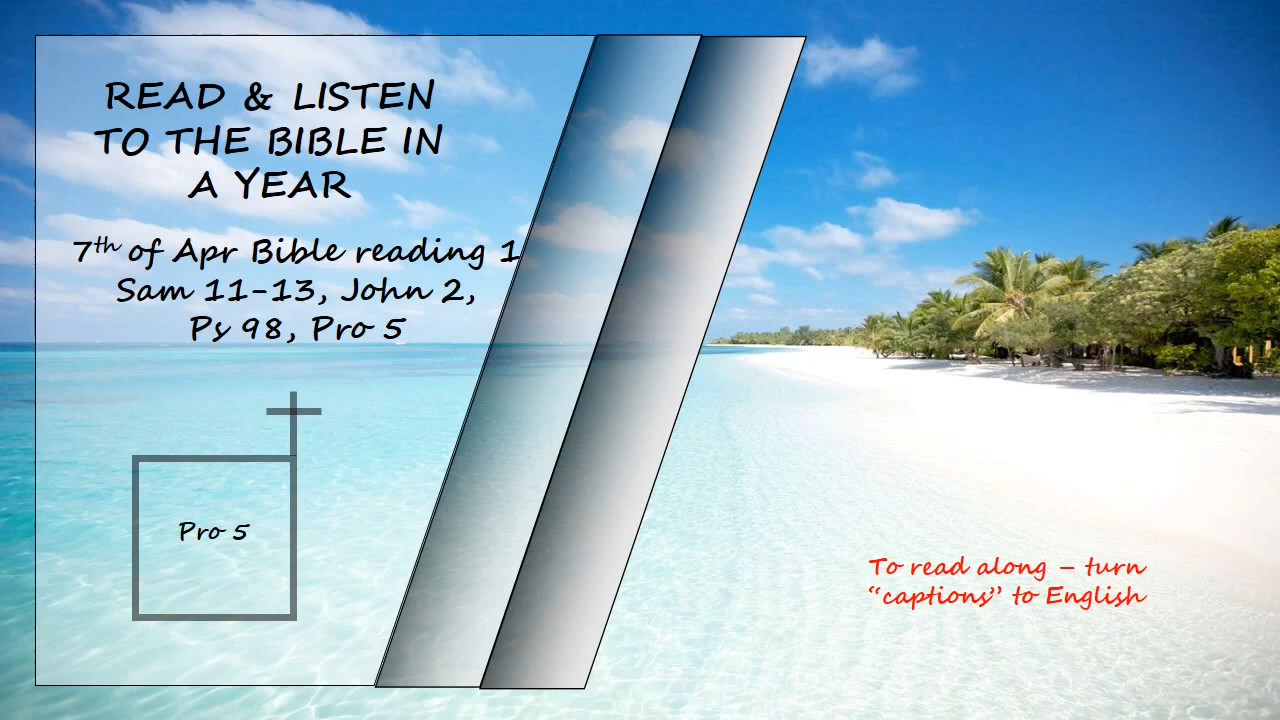 READ & LISTEN
TO THE BIBLE IN
A YEAR
7th of Apr Bible reading 1
Sam 11-13, John 2,
Ps 98, Pro 5
Pro 5
To read along – turn
“captions” to English